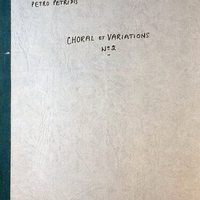 PETRO PETRIDIS
CHORAL et VARIATIONS
No 2